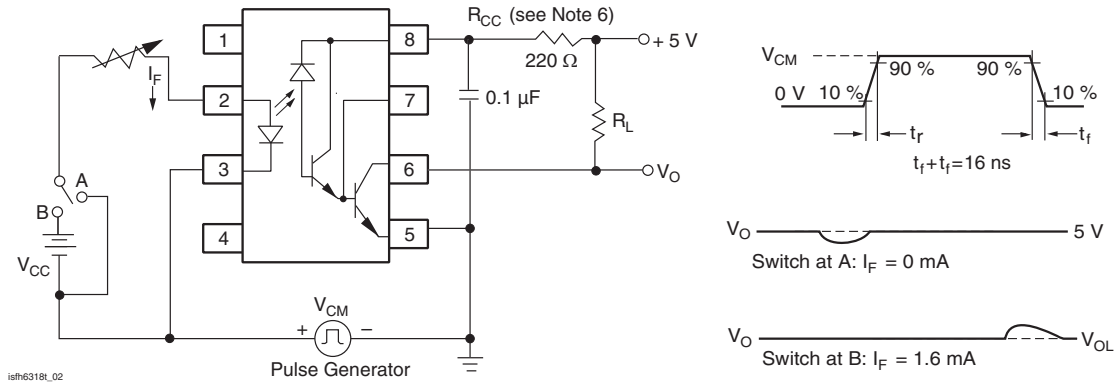 R_CC (see Note 6)
220 Ω
+ 5 V
0.1 µF
R_L
V_O
I_F
1
2
3
4
8
7
6
5
A
B
V_CC
V_CM
+
–
Pulse Generator
V_CM
90 %
90 %
0 V
10 %
10 %
t_r
t_f
t_f+t_f=16 ns
V_O
5 V
Switch at A: I_F = 0 mA
V_O
V_OL
Switch at B: I_F = 1.6 mA
isfh6318t_02